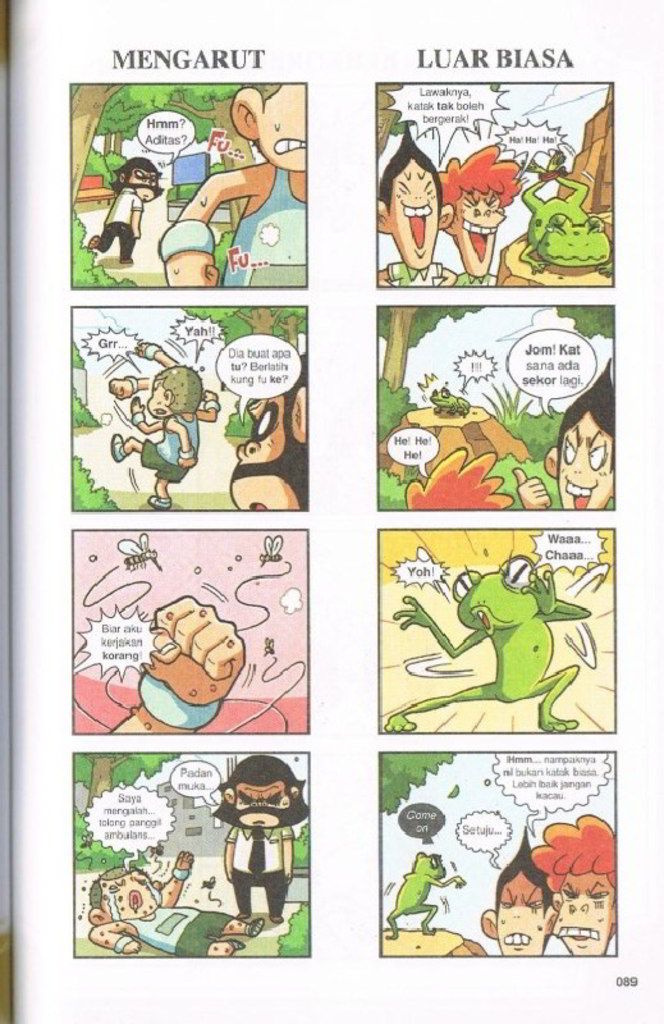 MENGARUT
Hmm?
Aditas?
Fu...
Fu...
Grr...
Yah!!
Dia buat apa
tu? Berlatih
kung fu ke?
Biar aku
kerjakan
korang!
Saya
mengalah...
tolong panggil
ambulans...
Padan
muka...
LUAR BIASA
Lawaknya,
katak tak boleh
bergerak!
Ha! Ha! Ha!
!!!
Jom! Kat
sana ada
sekor lagi.
He! He!
He!
Yoh!
Waaa...
Chaaa...
Come
on
Setuju...
Hmm... nampaknya
ni bukan katak biasa.
Lebih baik jangan
kacau.
089